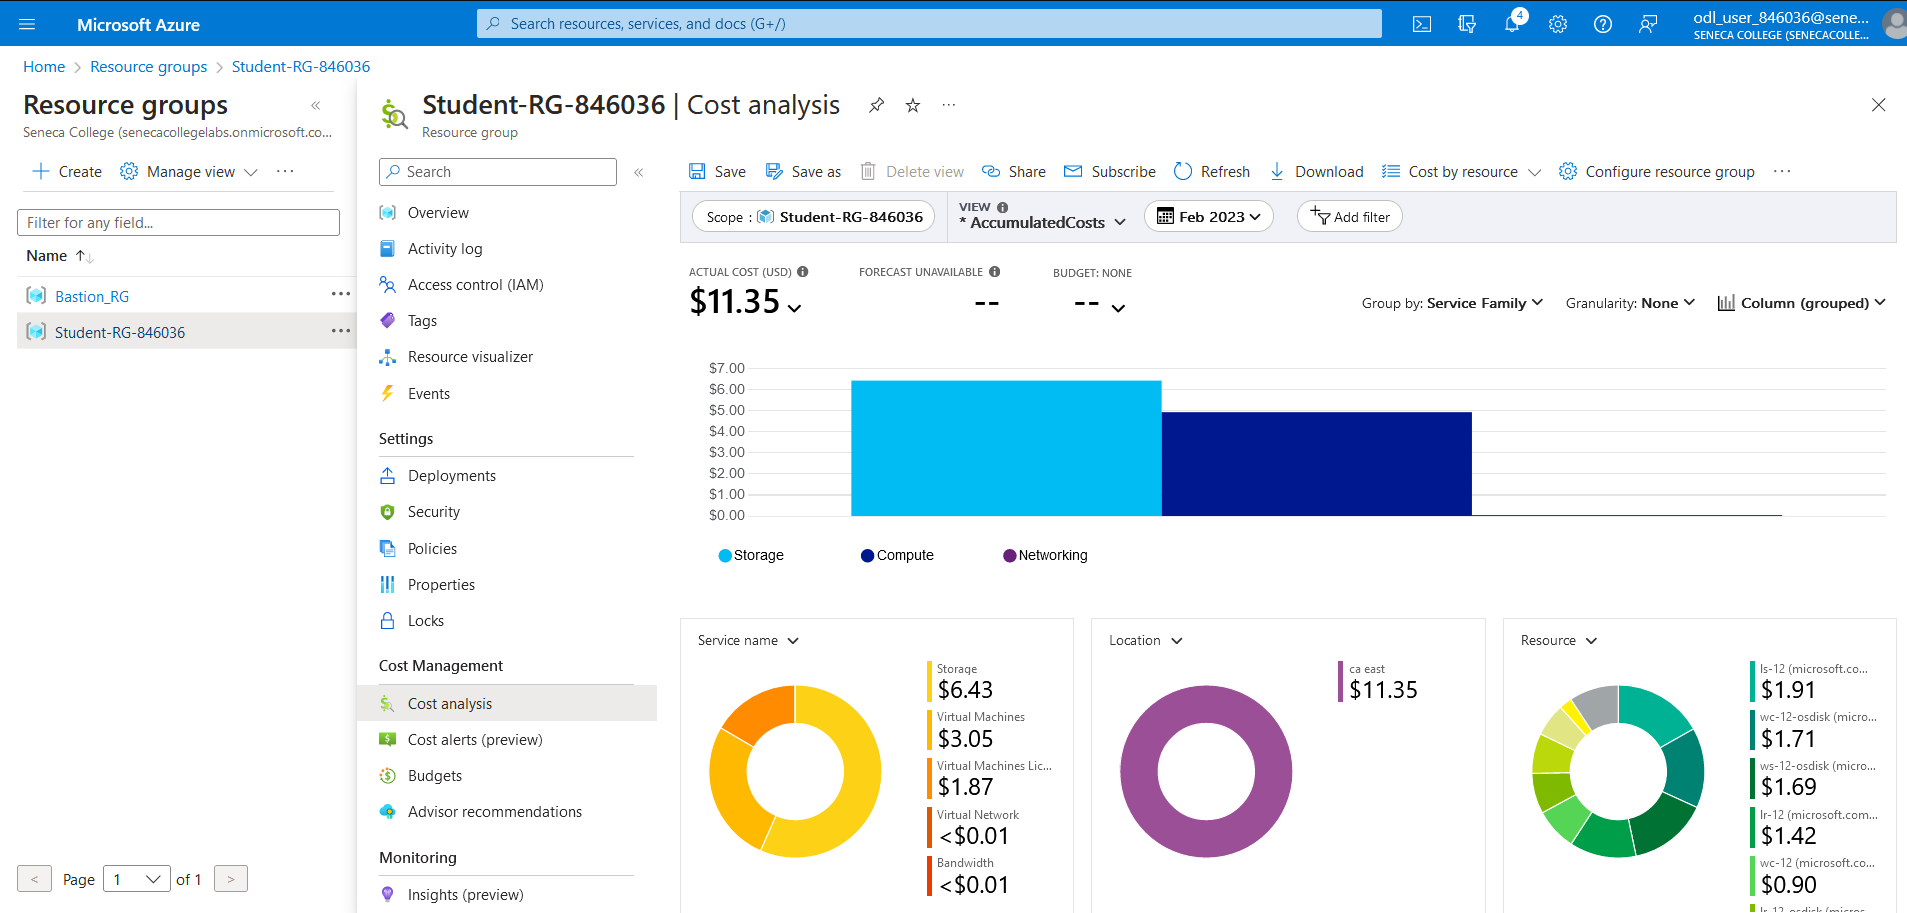 Microsoft Azure
Search resources, services, and docs (G+/)
4
odl_user_846036@sene...
SENECA COLLEGE (SENECACOLLE...
Home > Resource groups > Student-RG-846036
Resource groups
«
Seneca College (senecacollegelabs.onmicrosoft.co...
Create
Manage view
...
Filter for any field...
Name
Bastion_RG
...
Student-RG-846036
...
< Page 1 of 1 >
Student-RG-846036 | Cost analysis
...
Resource group
Search
«
Overview
Activity log
Access control (IAM)
Tags
Resource visualizer
Events
Settings
Deployments
Security
Policies
Properties
Locks
Cost Management
Cost analysis
Cost alerts (preview)
Budgets
Advisor recommendations
Monitoring
Insights (preview)
Save
Save as
Delete view
Share
Subscribe
Refresh
Download
Cost by resource
Configure resource group
...
Scope : Student-RG-846036
VIEW
* AccumulatedCosts
Feb 2023
Add filter
ACTUAL COST (USD)
$11.35
FORECAST UNAVAILABLE
--
BUDGET: NONE
--
Group by: Service Family
Granularity: None
Column (grouped)
$7.00
$6.00
$5.00
$4.00
$3.00
$2.00
$1.00
$0.00
Storage
Compute
Networking
Service name
Storage
$6.43
Virtual Machines
$3.05
Virtual Machines Lic...
$1.87
Virtual Network
<$0.01
Bandwidth
<$0.01
Location
ca east
$11.35
Resource
ls-12 (microsoft.co...
$1.91
wc-12-osdisk (micro...
$1.71
ws-12-osdisk (micro...
$1.69
lr-12 (microsoft.com...
$1.42
wc-12 (microsoft.co...
$0.90